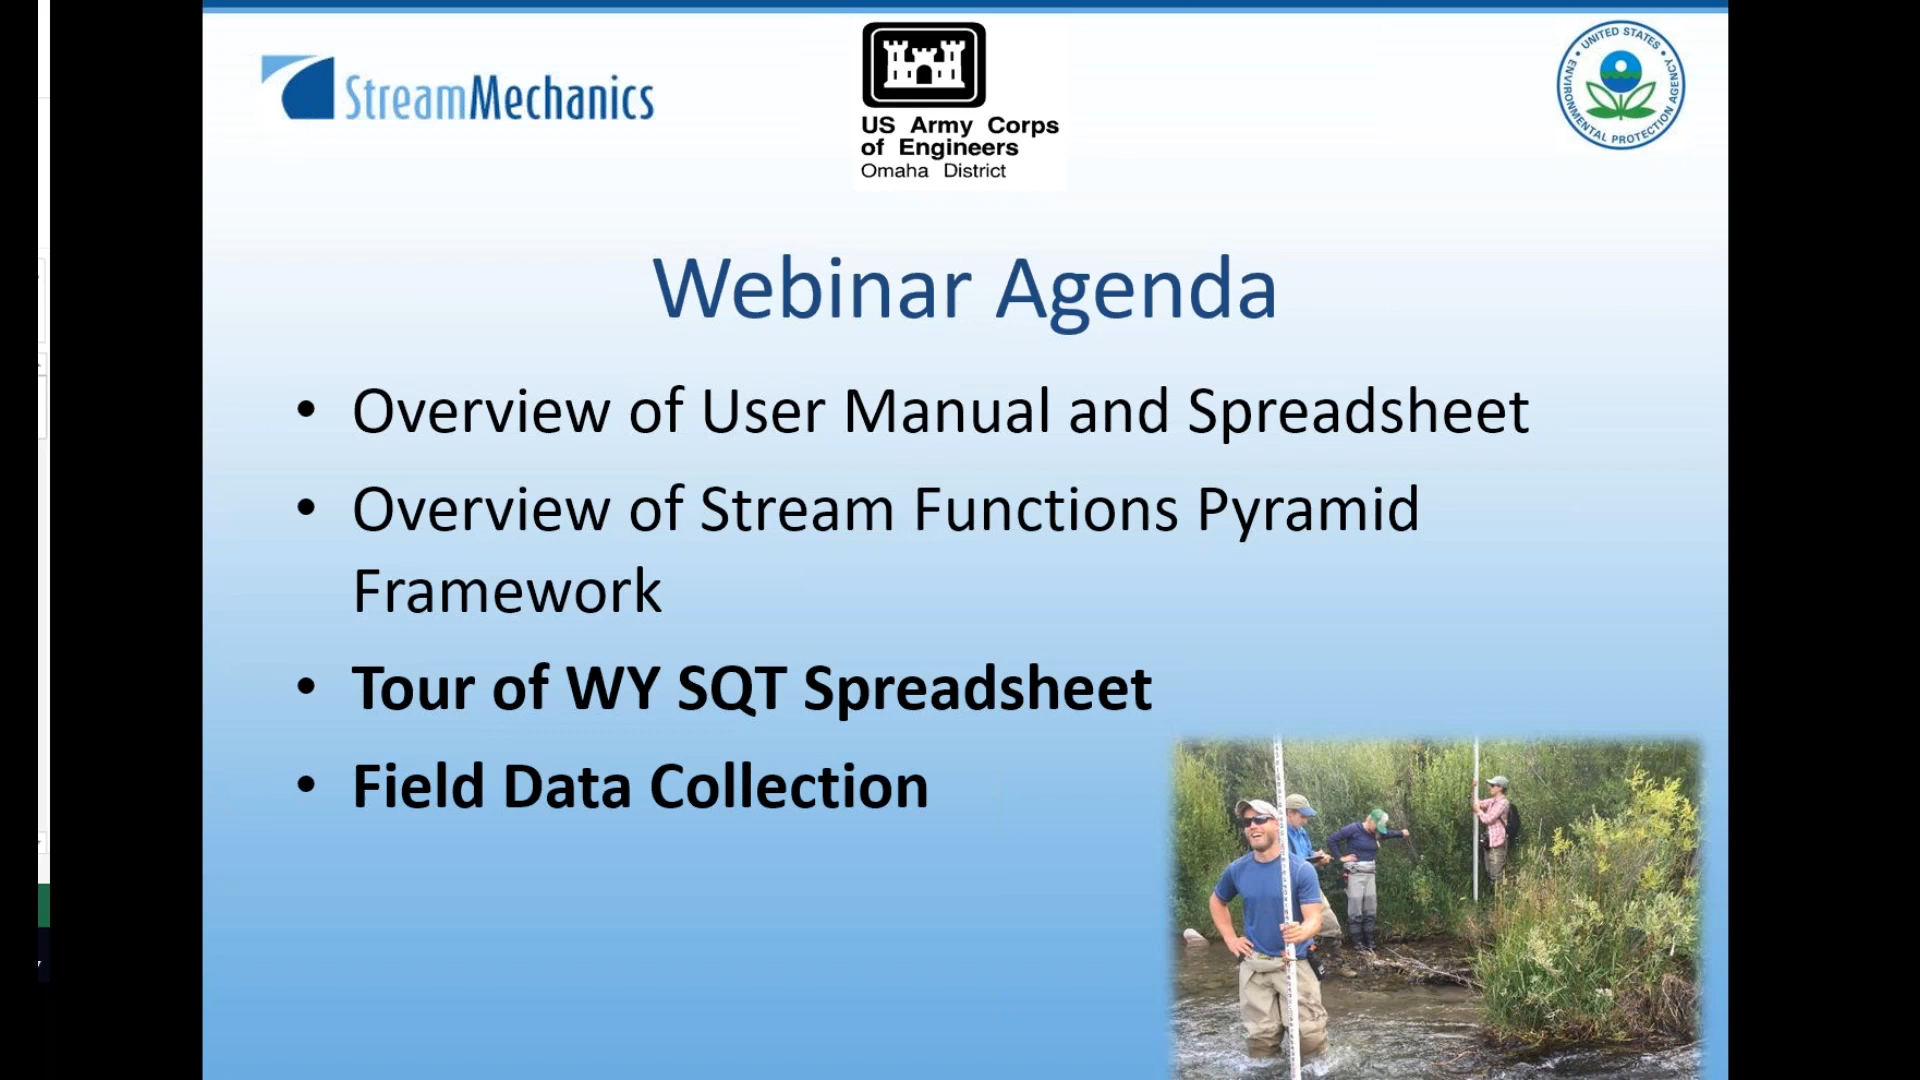 StreamMechanics
US Army Corps
of Engineers
Omaha District
UNITED STATES
ENVIRONMENTAL PROTECTION AGENCY
Webinar Agenda
• Overview of User Manual and Spreadsheet
• Overview of Stream Functions Pyramid
Framework
• Tour of WY SQT Spreadsheet
• Field Data Collection